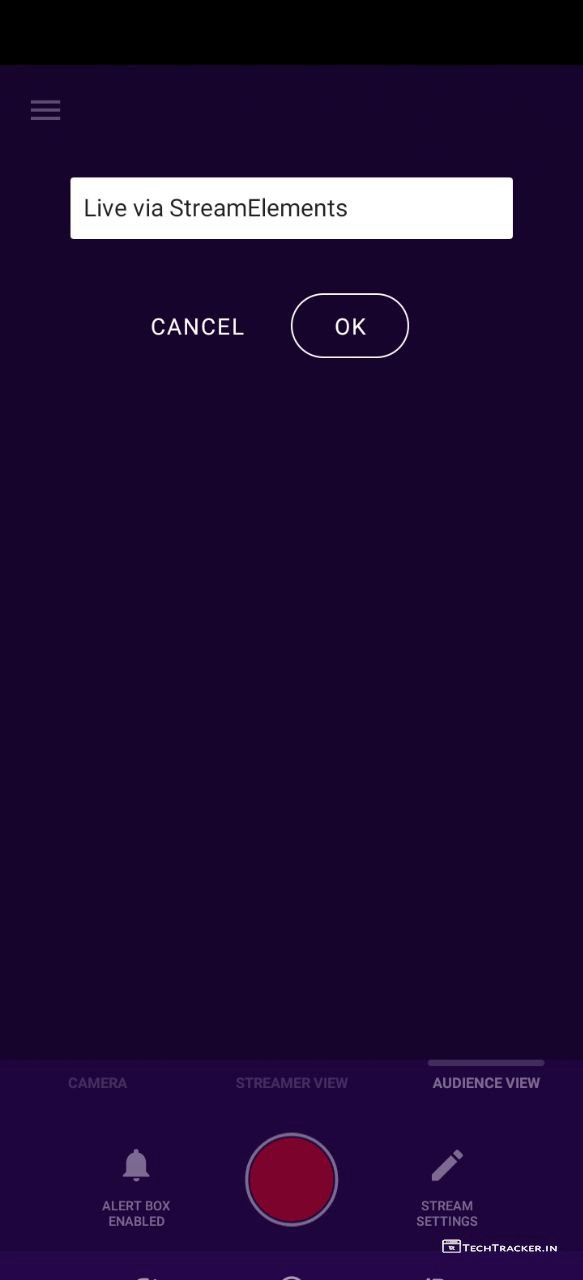 Live via StreamElements
CANCEL
OK
CAMERA
STREAMER VIEW
AUDIENCE VIEW
ALERT BOX
ENABLED
STREAM
SETTINGS
TECHTRACKER.IN